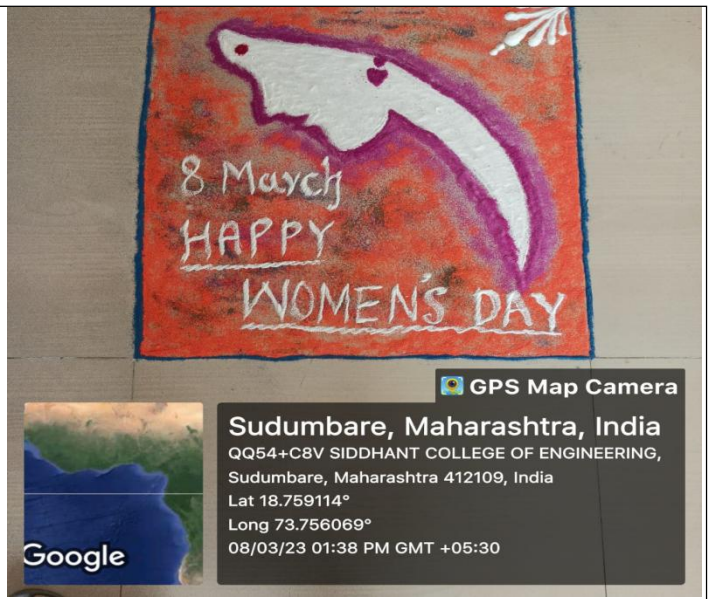 8 March
HAPPY
WOMEN'S DAY
GPS Map Camera
Sudumbare, Maharashtra, India
QQ54+C8V SIDDHANT COLLEGE OF ENGINEERING,
Sudumbare, Maharashtra 412109, India
Lat 18.759114°
Long 73.756069°
08/03/23 01:38 PM GMT +05:30
Google